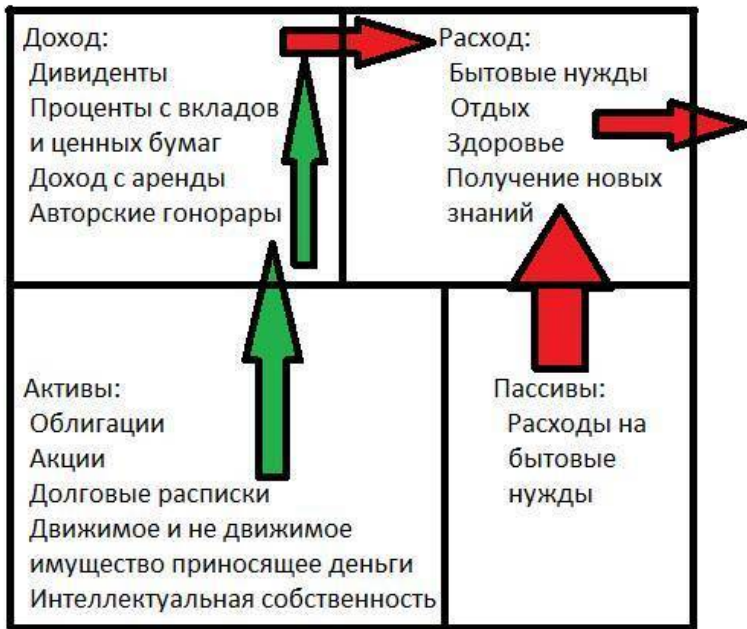 Доход:
Дивиденты
Проценты с вкладов
и ценных бумаг
Доход с аренды
Авторские гонорары
Расход:
Бытовые нужды
Отдых
Здоровье
Получение новых
знаний
Активы:
Облигации
Акции
Долговые расписки
Движимое и не движимое
имущество приносящее деньги
Интеллектуальная собственность
Пассивы:
Расходы на
бытовые
нужды